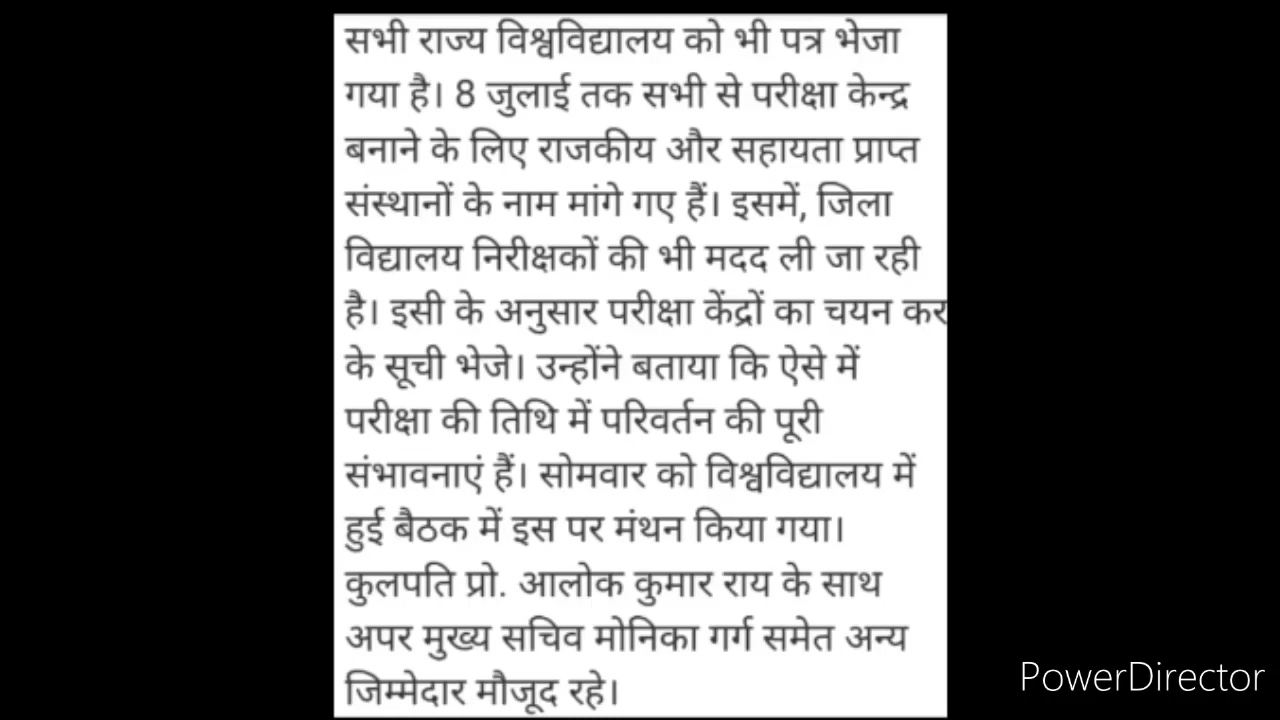 सभी राज्य विश्वविद्यालय को भी पत्र भेजा
गया है। 8 जुलाई तक सभी से परीक्षा केन्द्र
बनाने के लिए राजकीय और सहायता प्राप्त
संस्थानों के नाम मांगे गए हैं। इसमें, जिला
विद्यालय निरीक्षकों की भी मदद ली जा रही
है। इसी के अनुसार परीक्षा केंद्रों का चयन कर
के सूची भेजे। उन्होंने बताया कि ऐसे में
परीक्षा की तिथि में परिवर्तन की पूरी
संभावनाएं हैं। सोमवार को विश्वविद्यालय में
हुई बैठक में इस पर मंथन किया गया।
कुलपति प्रो. आलोक कुमार राय के साथ
अपर मुख्य सचिव मोनिका गर्ग समेत अन्य
जिम्मेदार मौजूद रहे।
PowerDirector